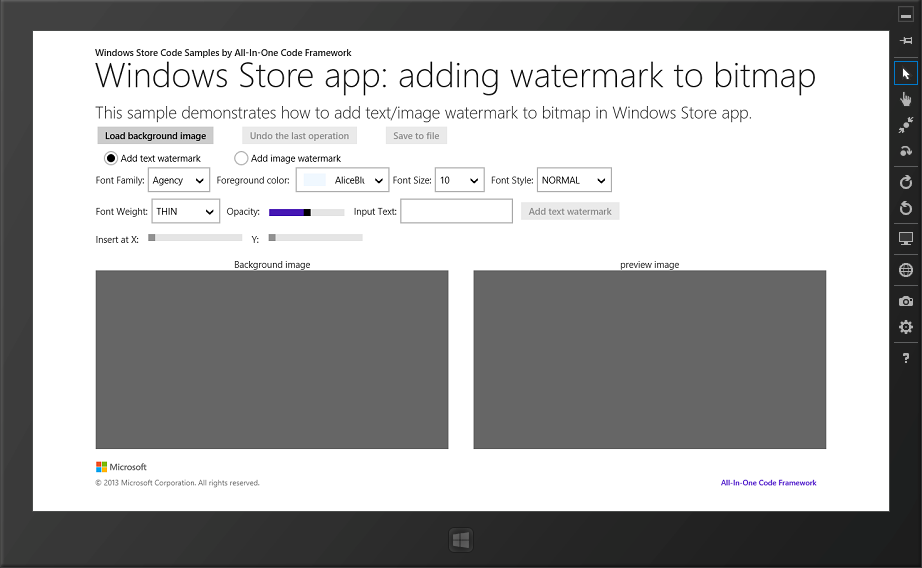 Windows Store Code Samples by All-In-One Code Framework
Windows Store app: adding watermark to bitmap
This sample demonstrates how to add text/image watermark to bitmap in Windows Store app.
Load background image Undo the last operation Save to file
Add text watermark Add image watermark
Font Family: Agency Foreground color: AliceBlu Font Size: 10 Font Style: NORMAL
Font Weight: THIN Opacity: Input Text: Add text watermark
Insert at X: Y:
Background image preview image
Microsoft
© 2013 Microsoft Corporation. All rights reserved. All-In-One Code Framework
?